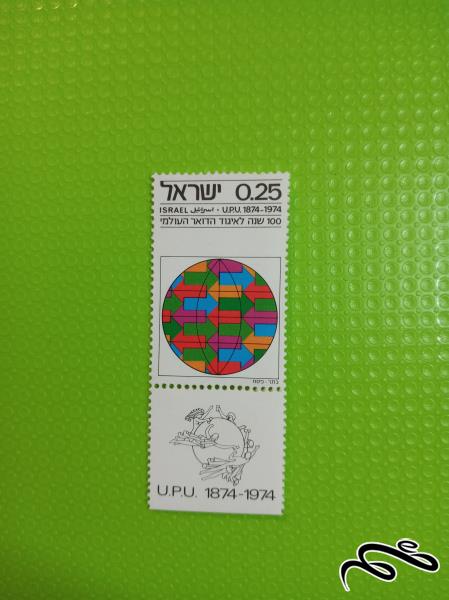 ישראל 0.25
ISRAEL اسرائيل • U.P.U. 1874-1974
100 שנה לאיגוד הדואר העולמי
U.P.U. 1874-1974